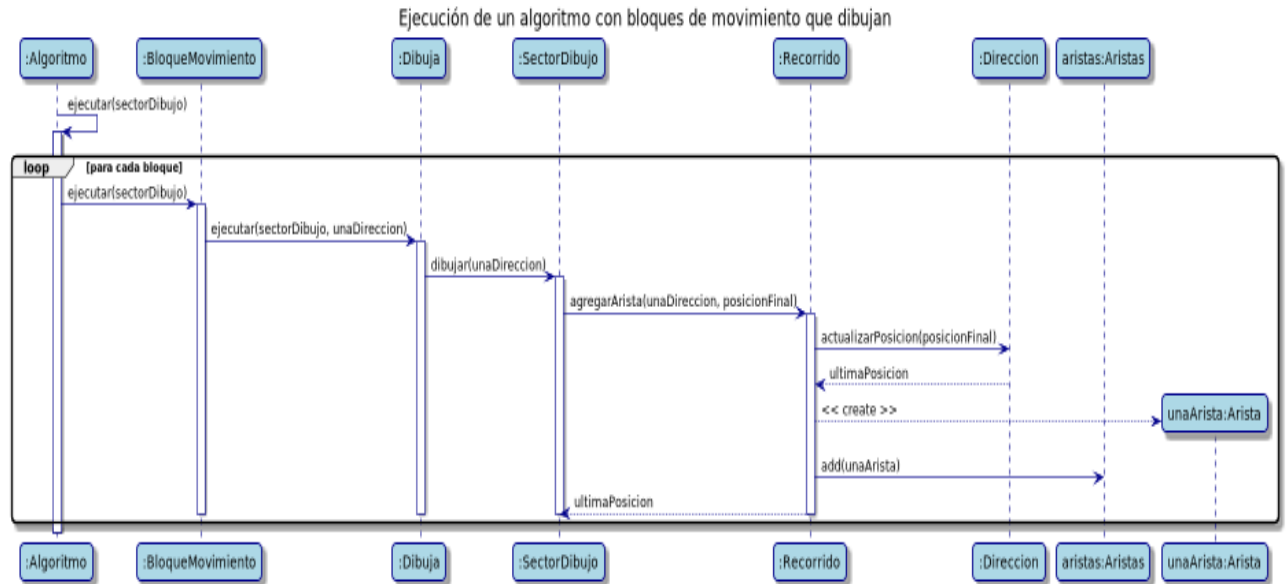 Ejecución de un algoritmo con bloques de movimiento que dibujan
:Algoritmo :BloqueMovimiento :Dibuja :SectorDibujo :Recorrido :Direccion aristas:Aristas
ejecutar(sectorDibujo)
loop [para cada bloque]
ejecutar(sectorDibujo)
ejecutar(sectorDibujo, unaDireccion)
dibujar(unaDireccion)
agregarArista(unaDireccion, posicionFinal)
actualizarPosicion(posicionFinal)
ultimaPosicion
<< create >>
unaArista:Arista
add(unaArista)
ultimaPosicion
:Algoritmo :BloqueMovimiento :Dibuja :SectorDibujo :Recorrido :Direccion aristas:Aristas unaArista:Arista